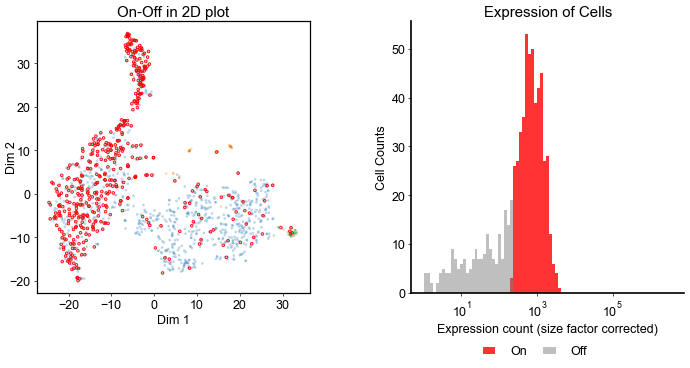 On-Off in 2D plot
30
20
10
0
−10
−20
Dim 2
−20 −10 0 10 20 30
Dim 1
Expression of Cells
50
40
30
20
10
0
Cell Counts
10^1 10^3 10^5
Expression count (size factor corrected)
On Off